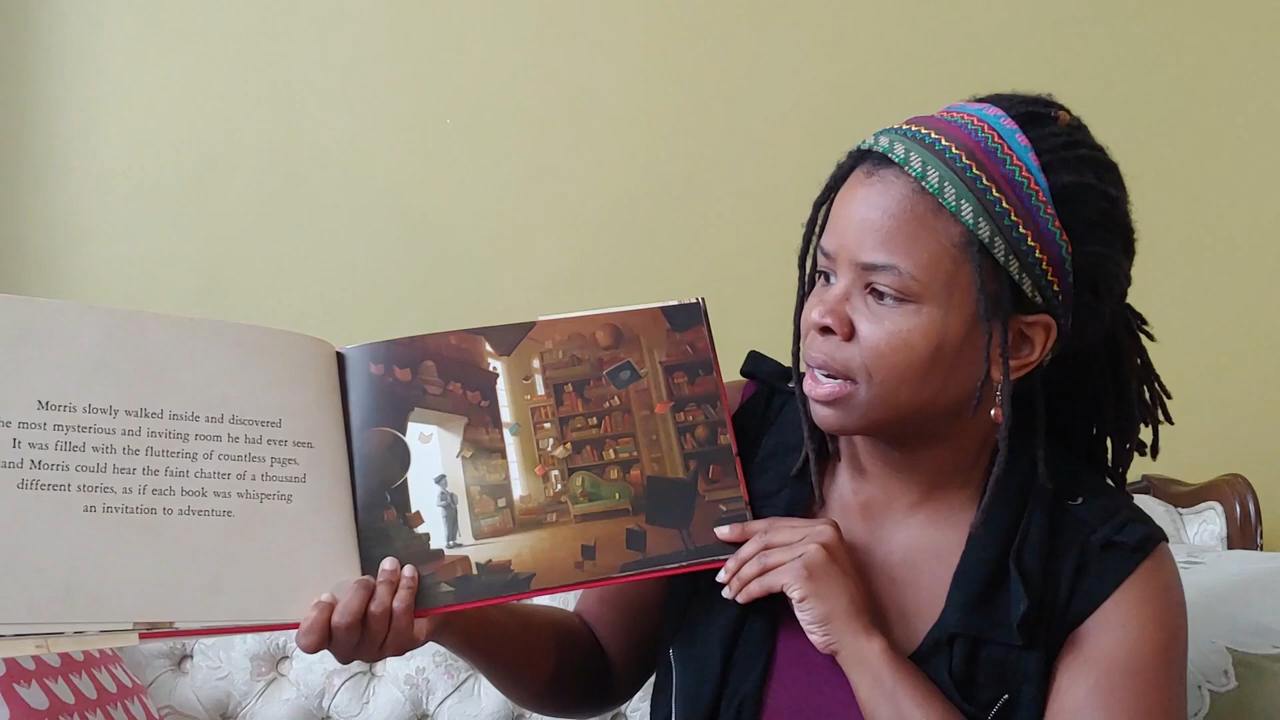 Morris slowly walked inside and discovered
he most mysterious and inviting room he had ever seen.
It was filled with the fluttering of countless pages,
and Morris could hear the faint chatter of a thousand
different stories, as if each book was whispering
an invitation to adventure.